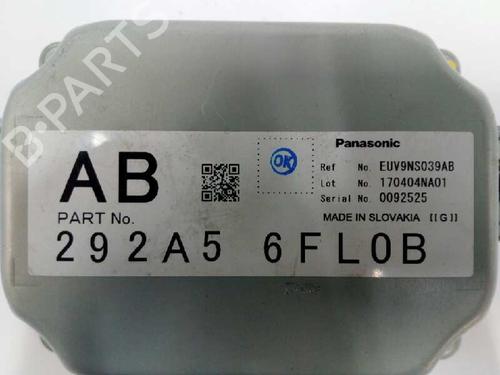 B-PARTS
AB
OK
Panasonic
Ref No. EUV9NS039AB
Lot No. 170404NA01
Serial No. 0092525
PART No.
MADE IN SLOVAKIA [[G]]
292A5 6FL0B